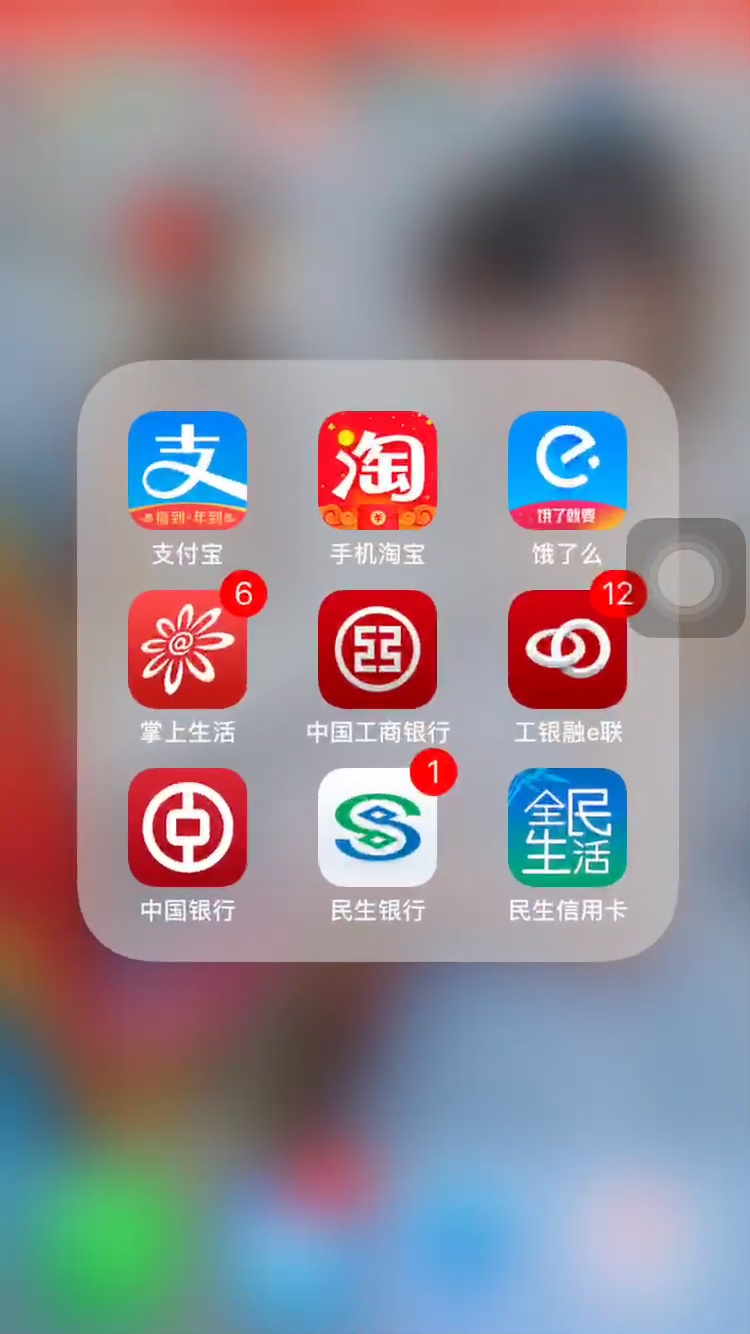 支
福到·年到
淘
饿了就要
支付宝
手机淘宝
饿了么
6
12
@
掌上生活
中国工商银行
工银融e联
1
全民
生活
中国银行
民生银行
民生信用卡